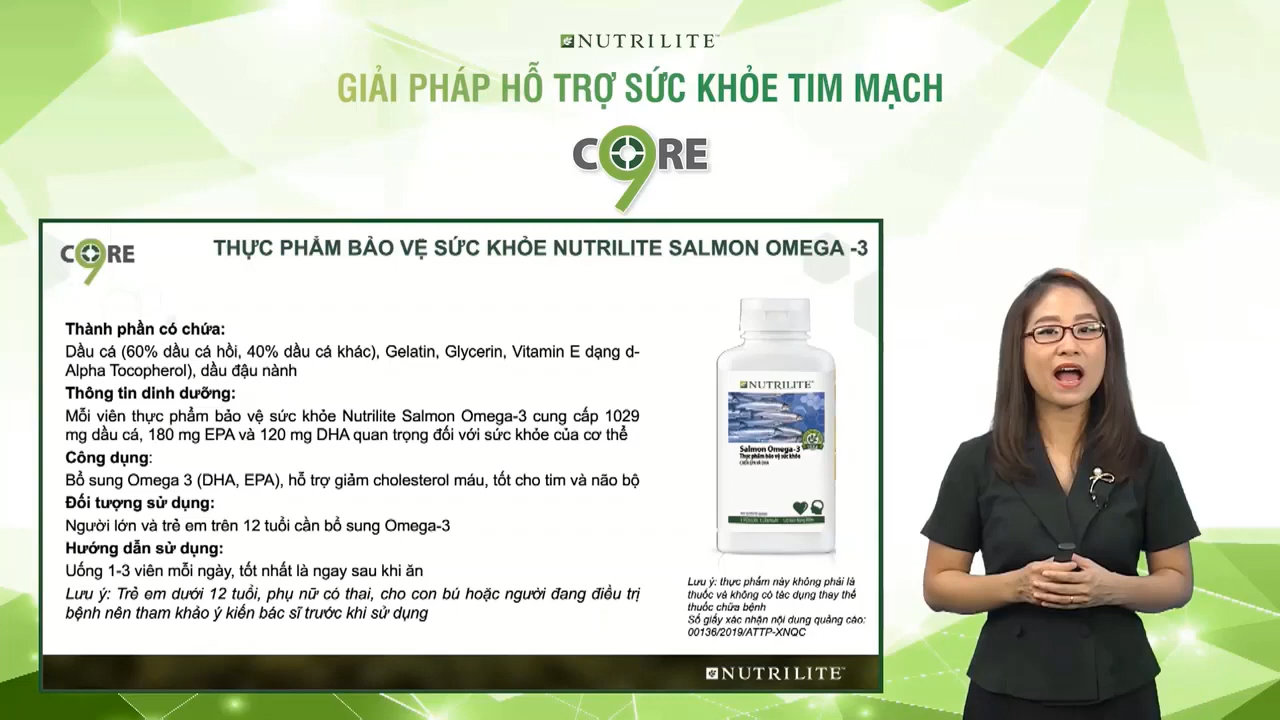 NUTRILITE™
GIẢI PHÁP HỖ TRỢ SỨC KHỎE TIM MẠCH
CORE
9
CORE
9
THỰC PHẨM BẢO VỆ SỨC KHỎE NUTRILITE SALMON OMEGA -3
Thành phần có chứa:
Dầu cá (60% dầu cá hồi, 40% dầu cá khác), Gelatin, Glycerin, Vitamin E dạng d-
Alpha Tocopherol), dầu đậu nành
Thông tin dinh dưỡng:
Mỗi viên thực phẩm bảo vệ sức khỏe Nutrilite Salmon Omega-3 cung cấp 1029
mg dầu cá, 180 mg EPA và 120 mg DHA quan trọng đối với sức khỏe của cơ thể
Công dụng:
Bổ sung Omega 3 (DHA, EPA), hỗ trợ giảm cholesterol máu, tốt cho tim và não bộ
Đối tượng sử dụng:
Người lớn và trẻ em trên 12 tuổi cần bổ sung Omega-3
Hướng dẫn sử dụng:
Uống 1-3 viên mỗi ngày, tốt nhất là ngay sau khi ăn
Lưu ý: Trẻ em dưới 12 tuổi, phụ nữ có thai, cho con bú hoặc người đang điều trị
bệnh nên tham khảo ý kiến bác sĩ trước khi sử dụng
NUTRILITE™
Salmon Omega-3
Thực phẩm bảo vệ sức khỏe
Lưu ý: thực phẩm này không phải là
thuốc và không có tác dụng thay thế
thuốc chữa bệnh
Số giấy xác nhận nội dung quảng cáo:
00136/2019/ATTP-XNQC
NUTRILITE™